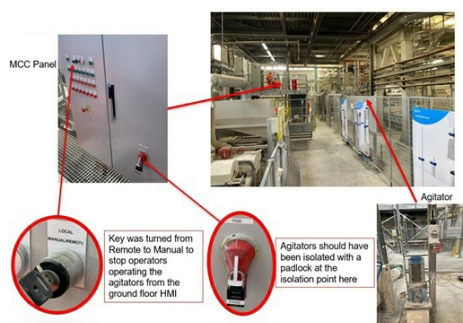 MCC Panel
Agitator
LOCAL
MANUAL/REMOTE
Key was turned from
Remote to Manual to
stop operators
operating the
agitators from the
ground floor HMI
Agitators should have
been isolated with a
padlock at the
isolation point here